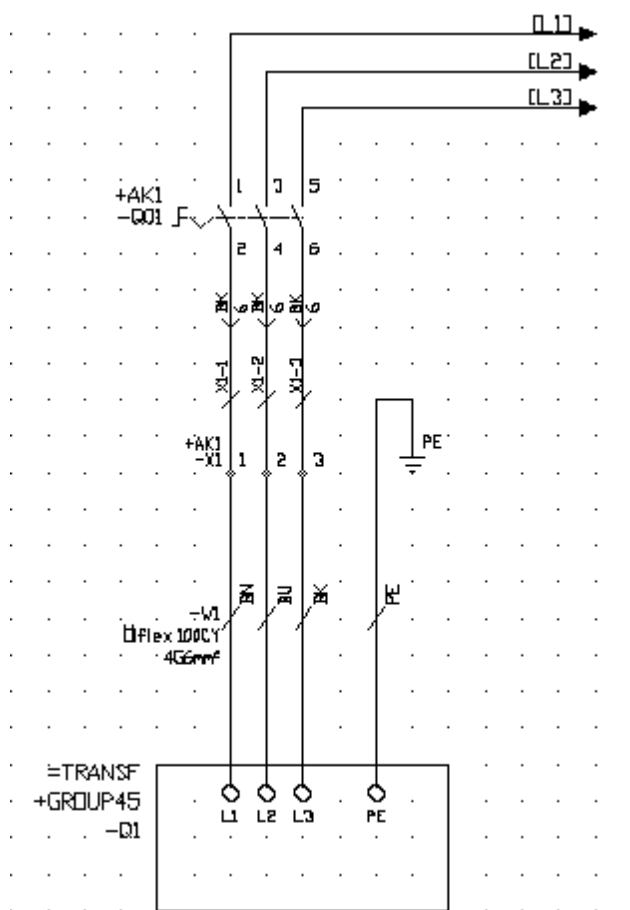 [L1]
[L2]
[L3]
1 3 5
+AK1
-Q01
2 4 6
BK 6 BK 6 BK 6
X1-1 X1-2 X1-3
+AK1
-X1 1 2 3
PE
BN BU BK PE
-W1
Ölflex 100CY
4G6mm²
=TRANSF
+GROUP45
-Q1
L1 L2 L3 PE